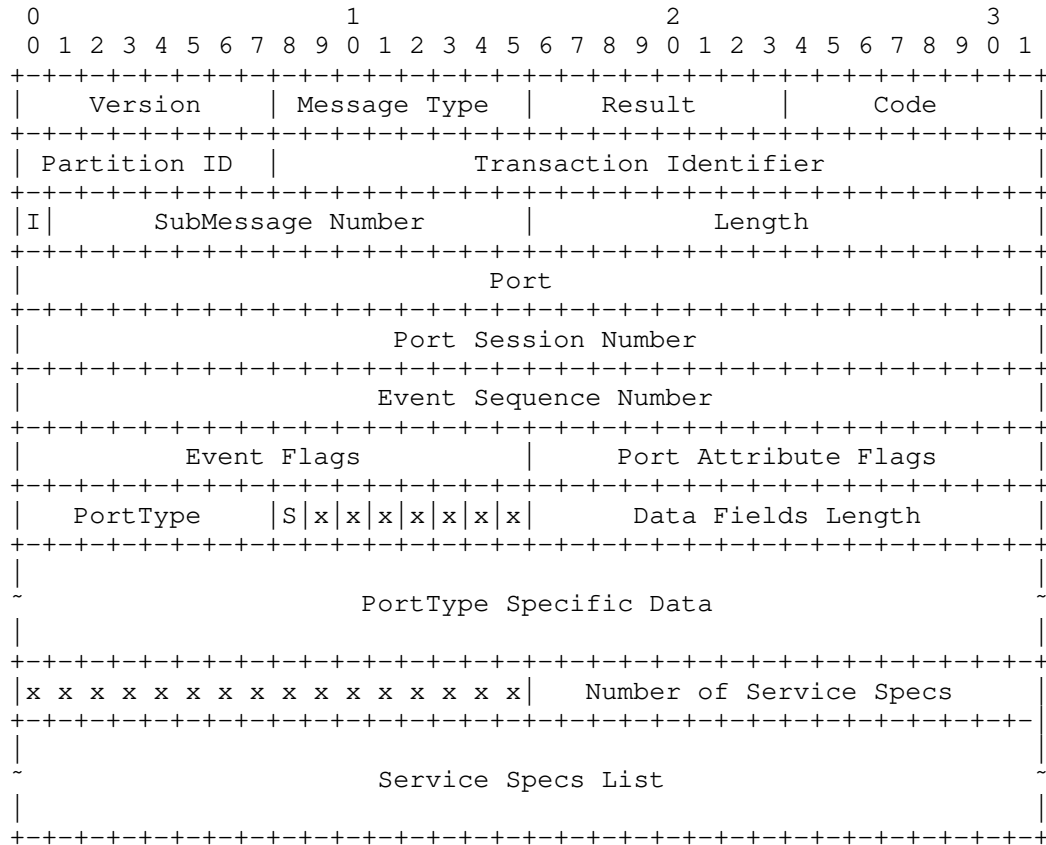 0                   1                   2                   3
0 1 2 3 4 5 6 7 8 9 0 1 2 3 4 5 6 7 8 9 0 1 2 3 4 5 6 7 8 9 0 1
+-+-+-+-+-+-+-+-+-+-+-+-+-+-+-+-+-+-+-+-+-+-+-+-+-+-+-+-+-+-+-+-+
|    Version    | Message Type  |    Result     |     Code      |
+-+-+-+-+-+-+-+-+-+-+-+-+-+-+-+-+-+-+-+-+-+-+-+-+-+-+-+-+-+-+-+-+
| Partition ID  |            Transaction Identifier             |
+-+-+-+-+-+-+-+-+-+-+-+-+-+-+-+-+-+-+-+-+-+-+-+-+-+-+-+-+-+-+-+-+
|I|      SubMessage Number      |           Length              |
+-+-+-+-+-+-+-+-+-+-+-+-+-+-+-+-+-+-+-+-+-+-+-+-+-+-+-+-+-+-+-+-+
|                             Port                              |
+-+-+-+-+-+-+-+-+-+-+-+-+-+-+-+-+-+-+-+-+-+-+-+-+-+-+-+-+-+-+-+-+
|                       Port Session Number                     |
+-+-+-+-+-+-+-+-+-+-+-+-+-+-+-+-+-+-+-+-+-+-+-+-+-+-+-+-+-+-+-+-+
|                      Event Sequence Number                    |
+-+-+-+-+-+-+-+-+-+-+-+-+-+-+-+-+-+-+-+-+-+-+-+-+-+-+-+-+-+-+-+-+
|          Event Flags          |     Port Attribute Flags      |
+-+-+-+-+-+-+-+-+-+-+-+-+-+-+-+-+-+-+-+-+-+-+-+-+-+-+-+-+-+-+-+-+
|   PortType    |S|x|x|x|x|x|x|x|      Data Fields Length       |
+-+-+-+-+-+-+-+-+-+-+-+-+-+-+-+-+-+-+-+-+-+-+-+-+-+-+-+-+-+-+-+-+
|                                                               |
~                     PortType Specific Data                    ~
|                                                               |
+-+-+-+-+-+-+-+-+-+-+-+-+-+-+-+-+-+-+-+-+-+-+-+-+-+-+-+-+-+-+-+-+
|x x x x x x x x x x x x x x x x|   Number of Service Specs     |
+-+-+-+-+-+-+-+-+-+-+-+-+-+-+-+-+-+-+-+-+-+-+-+-+-+-+-+-+-+-+-+-|
|                                                               |
~                      Service Specs List                       ~
|                                                               |
+-+-+-+-+-+-+-+-+-+-+-+-+-+-+-+-+-+-+-+-+-+-+-+-+-+-+-+-+-+-+-+-+